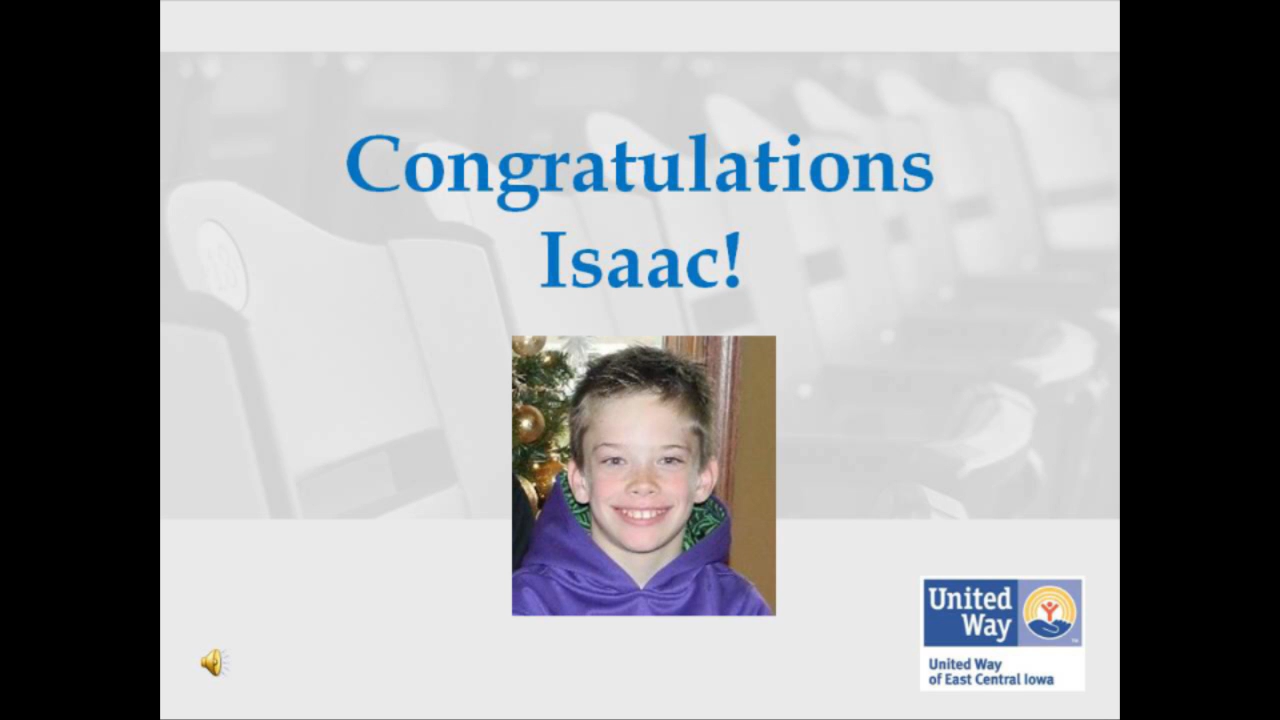 Congratulations
Isaac!
United
Way
United Way
of East Central Iowa